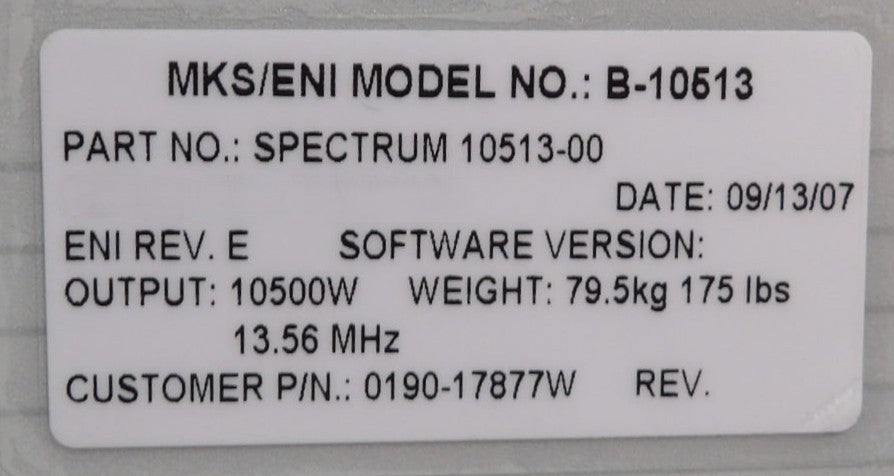 MKS/ENI MODEL NO.: B-10513
PART NO.: SPECTRUM 10513-00
DATE: 09/13/07
ENI REV. E SOFTWARE VERSION:
OUTPUT: 10500W WEIGHT: 79.5kg 175 lbs
13.56 MHz
CUSTOMER P/N.: 0190-17877W REV.